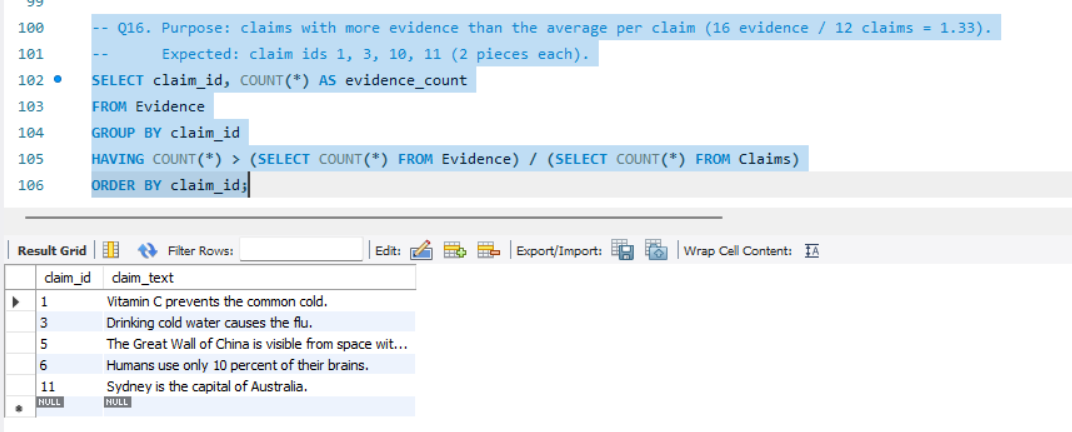 99
100 -- Q16. Purpose: claims with more evidence than the average per claim (16 evidence / 12 claims = 1.33).
101 --      Expected: claim ids 1, 3, 10, 11 (2 pieces each).
102 SELECT claim_id, COUNT(*) AS evidence_count
103 FROM Evidence
104 GROUP BY claim_id
105 HAVING COUNT(*) > (SELECT COUNT(*) FROM Evidence) / (SELECT COUNT(*) FROM Claims)
106 ORDER BY claim_id;
Result Grid Filter Rows: Edit: Export/Import: Wrap Cell Content: IA
claim_id claim_text
1 Vitamin C prevents the common cold.
3 Drinking cold water causes the flu.
5 The Great Wall of China is visible from space wit...
6 Humans use only 10 percent of their brains.
11 Sydney is the capital of Australia.
NULL NULL